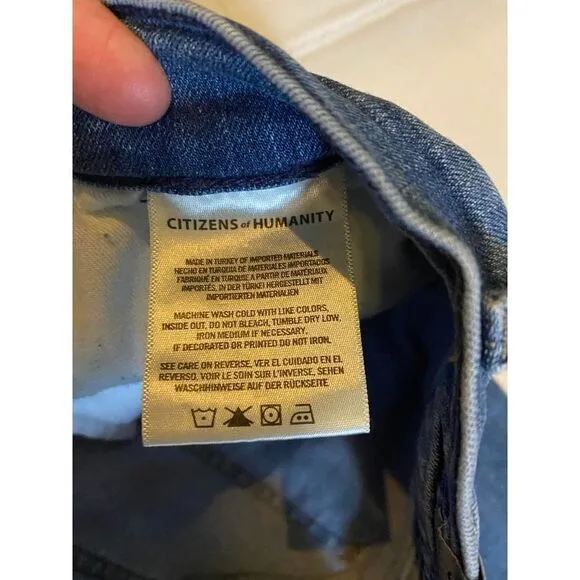 CITIZENS of HUMANITY
MADE IN TURKEY OF IMPORTED MATERIALS
HECHO EN TURQUIA DE MATERIALES IMPORTACOS
FABRIQUÉ EN TURQUISE A PARTIR DE MATÉRIAUX
IMPORTÉS, IN DER TÜRKEI HERGESTELLT MIT
IMPORTIERTEN MATERIALIEN
MACHINE WASH COLD WITH LIKE COLORS,
INSIDE OUT, DO NOT BLEACH, TUMBLE DRY LOW.
IRON MEDIUM IF NECESSARY.
IF DECORATED OR PRINTED DO NOT IRON.
SEE CARE ON REVERSE, VER EL CUIDADO EN EL
REVERSO, VOIR LE SOIN SUR L'INVERSE, SEHEN
WASCHHINWEISE AUF DER RÜCKSEITE